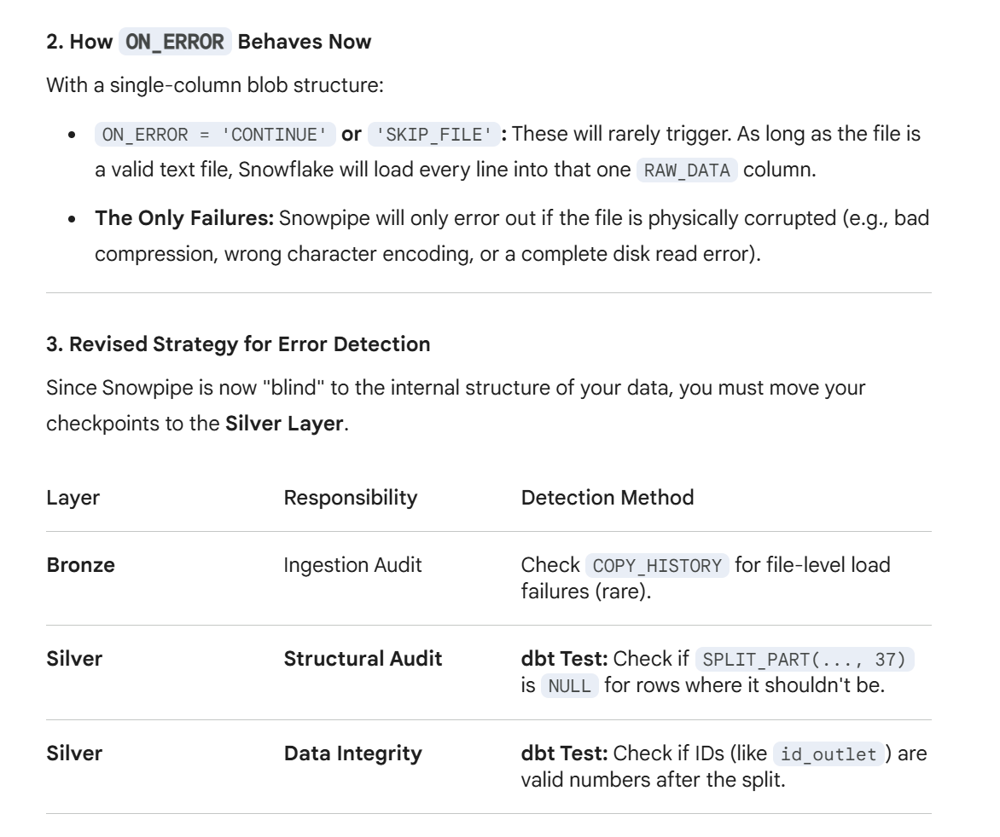 2. How ON_ERROR Behaves Now
With a single-column blob structure:
• ON_ERROR = 'CONTINUE' or 'SKIP_FILE' : These will rarely trigger. As long as the file is
a valid text file, Snowflake will load every line into that one RAW_DATA column.
• The Only Failures: Snowpipe will only error out if the file is physically corrupted (e.g., bad
compression, wrong character encoding, or a complete disk read error).
3. Revised Strategy for Error Detection
Since Snowpipe is now "blind" to the internal structure of your data, you must move your
checkpoints to the Silver Layer.
Layer Responsibility Detection Method
Bronze Ingestion Audit Check COPY_HISTORY for file-level load
failures (rare).
Silver Structural Audit dbt Test: Check if SPLIT_PART(..., 37)
is NULL for rows where it shouldn't be.
Silver Data Integrity dbt Test: Check if IDs (like id_outlet ) are
valid numbers after the split.